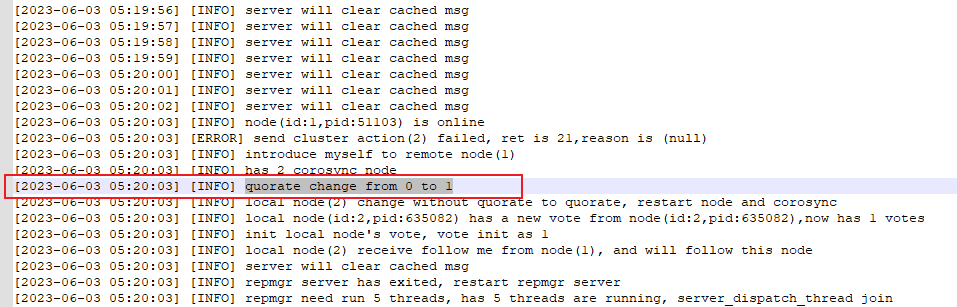 [2023-06-03 05:19:56] [INFO] server will clear cached msg
[2023-06-03 05:19:57] [INFO] server will clear cached msg
[2023-06-03 05:19:58] [INFO] server will clear cached msg
[2023-06-03 05:19:59] [INFO] server will clear cached msg
[2023-06-03 05:20:00] [INFO] server will clear cached msg
[2023-06-03 05:20:01] [INFO] server will clear cached msg
[2023-06-03 05:20:02] [INFO] server will clear cached msg
[2023-06-03 05:20:03] [INFO] node(id:1,pid:51103) is online
[2023-06-03 05:20:03] [ERROR] send cluster action(2) failed, ret is 21,reason is (null)
[2023-06-03 05:20:03] [INFO] introduce myself to remote node(1)
[2023-06-03 05:20:03] [INFO] has 2 corosync node
[2023-06-03 05:20:03] [INFO] quorate change from 0 to 1
[2023-06-03 05:20:03] [INFO] local node(2) change without quorate to quorate, restart node and corosync
[2023-06-03 05:20:03] [INFO] local node(id:2,pid:635082) has a new vote from node(id:2,pid:635082),now has 1 votes
[2023-06-03 05:20:03] [INFO] init local node's vote, vote init as 1
[2023-06-03 05:20:03] [INFO] local node(2) receive follow me from node(1), and will follow this node
[2023-06-03 05:20:03] [INFO] server will clear cached msg
[2023-06-03 05:20:03] [INFO] repmgr server has exited, restart repmgr server
[2023-06-03 05:20:03] [INFO] repmgr need run 5 threads, has 5 threads are running, server_dispatch_thread join